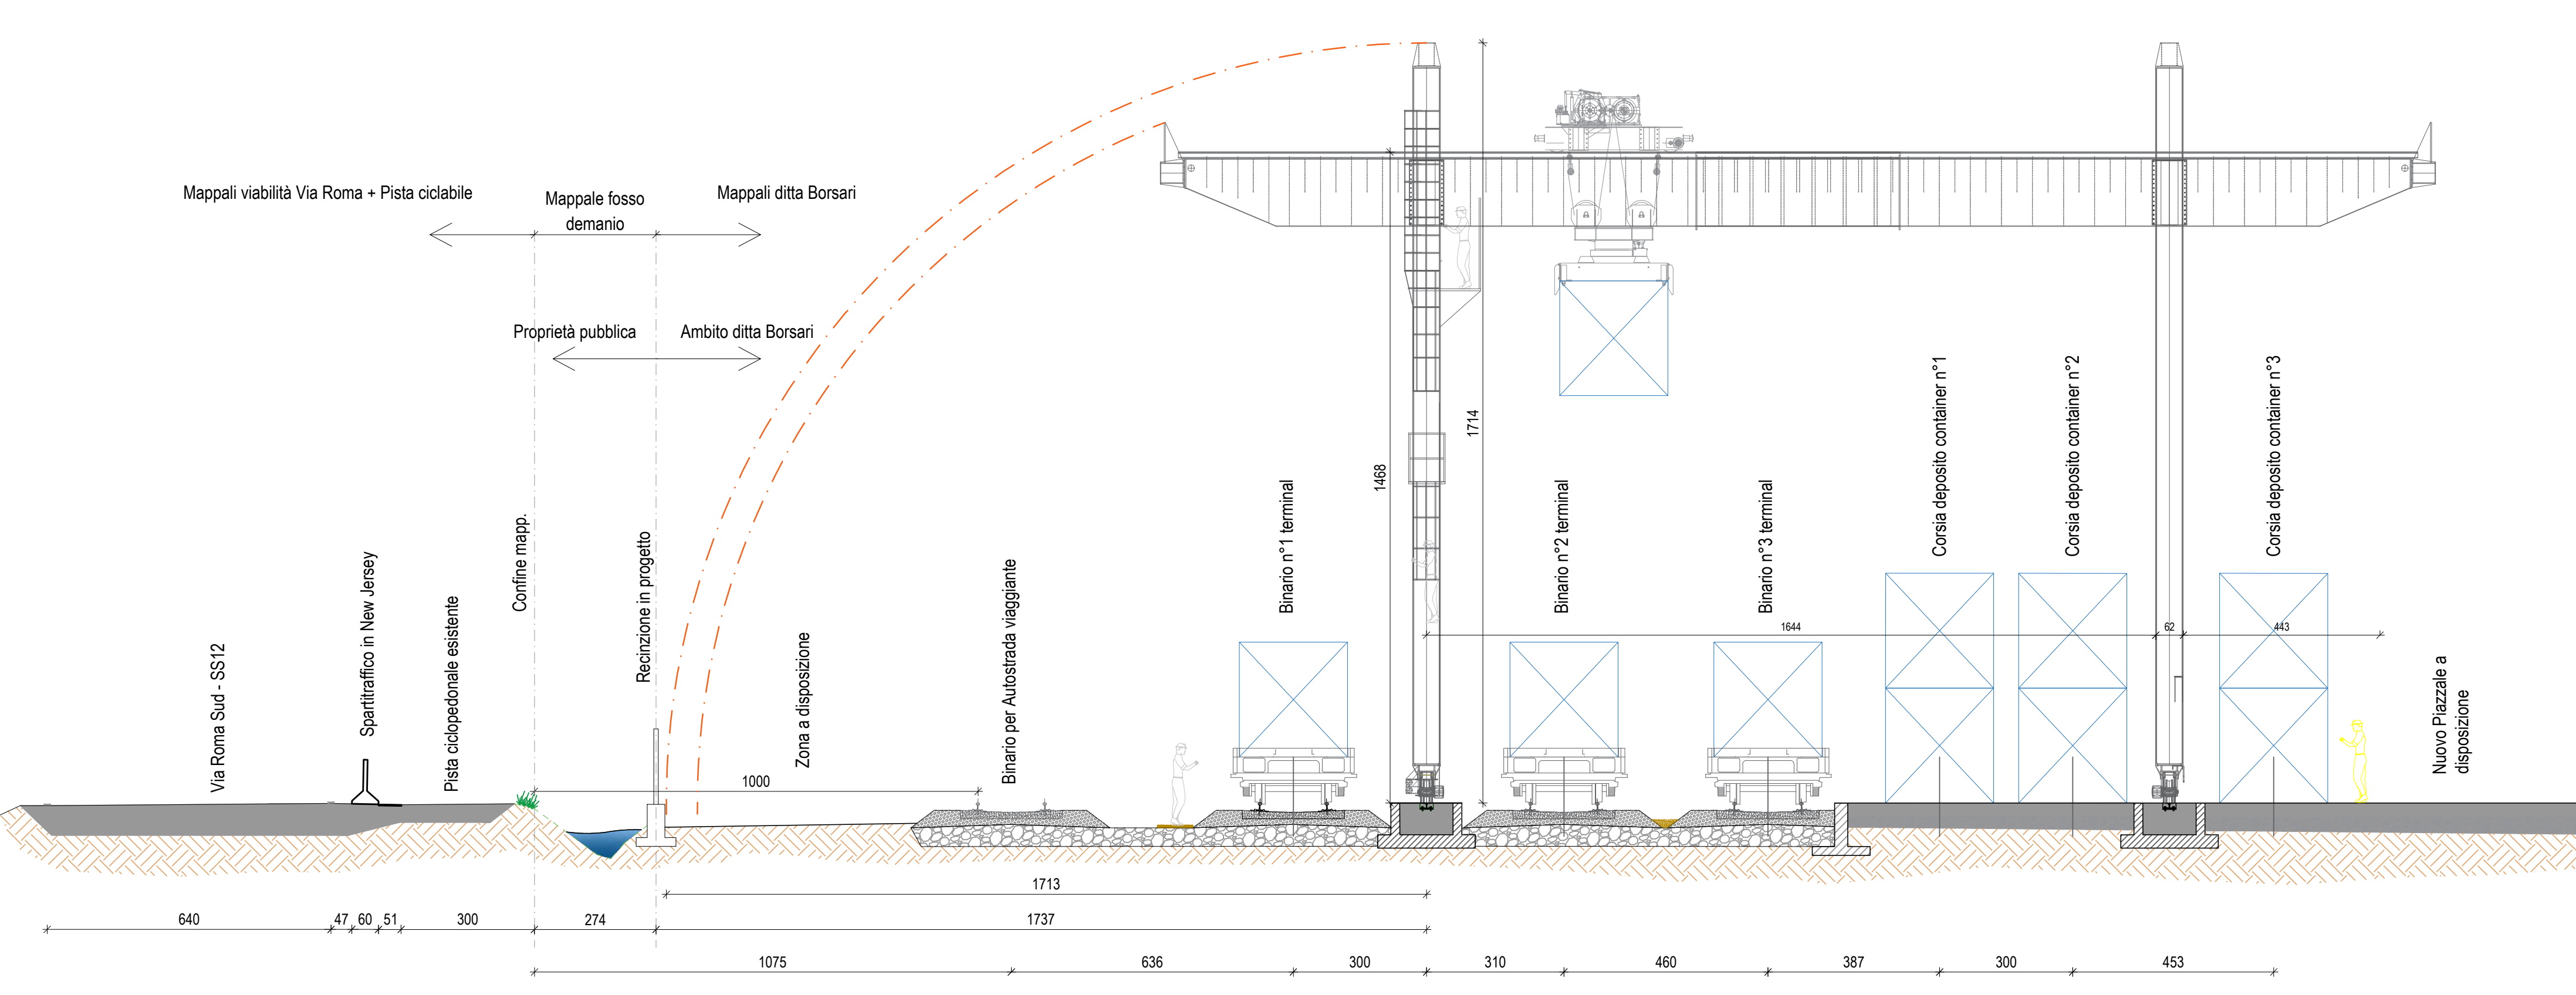 Mappali viabilità Via Roma + Pista ciclabile
Mappale fosso
demanio
Mappali ditta Borsari
Proprietà pubblica
Ambito ditta Borsari
Via Roma Sud - SS12
Spartitraffico in New Jersey
Pista ciclopedonale esistente
Confine mapp.
Recinzione in progetto
Zona a disposizione
Binario per Autostrada viaggiante
Binario n°1 terminal
1468
1714
Binario n°2 terminal
Binario n°3 terminal
Corsia deposito container n°1
Corsia deposito container n°2
Corsia deposito container n°3
Nuovo Piazzale a
disposizione
1644
62
443
1000
1713
640
47
60
51
300
274
1737
1075
636
300
310
460
387
300
453